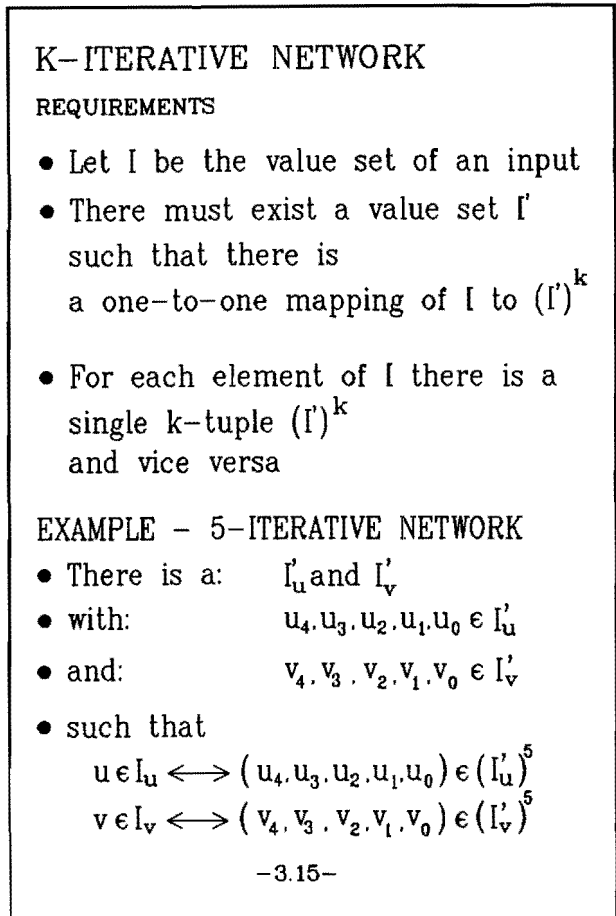 K-ITERATIVE NETWORK
REQUIREMENTS
• Let I be the value set of an input
• There must exist a value set I'
such that there is
a one-to-one mapping of I to (I')^k
• For each element of I there is a
single k-tuple (I')^k
and vice versa
EXAMPLE - 5-ITERATIVE NETWORK
• There is a: I'_u and I'_v
• with: u_4, u_3, u_2, u_1, u_0 ϵ I'_u
• and: v_4, v_3, v_2, v_1, v_0 ϵ I'_v
• such that
u ϵ I_u ⟷ (u_4, u_3, u_2, u_1, u_0) ϵ (I'_u)^5
v ϵ I_v ⟷ (v_4, v_3, v_2, v_1, v_0) ϵ (I'_v)^5
-3.15-